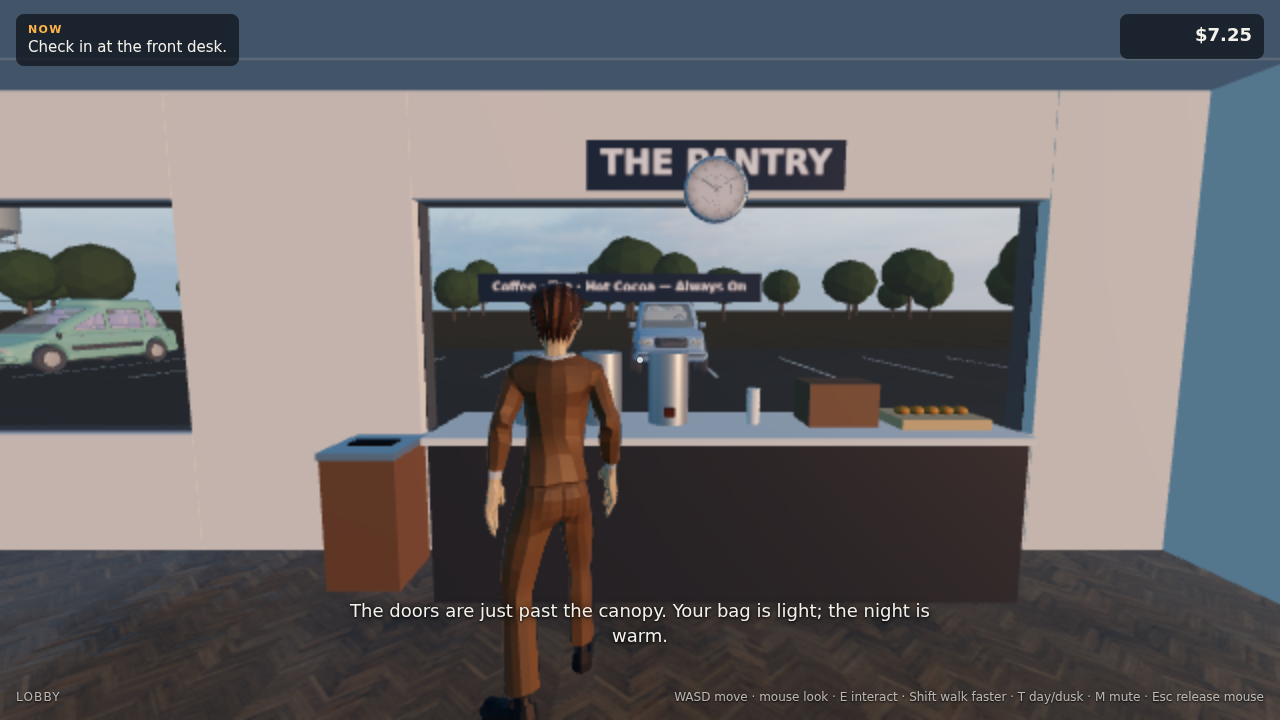 NOW
Check in at the front desk.
$7.25
THE PANTRY
Coffee · Tea · Hot Cocoa — Always On
The doors are just past the canopy. Your bag is light; the night is
warm.
LOBBY
WASD move · mouse look · E interact · Shift walk faster · T day/dusk · M mute · Esc release mouse